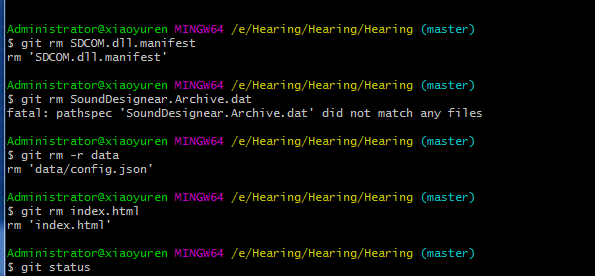 Administrator@xiaoyuren MINGW64 /e/Hearing/Hearing/Hearing (master)
$ git rm SDCOM.dll.manifest
rm 'SDCOM.dll.manifest'
Administrator@xiaoyuren MINGW64 /e/Hearing/Hearing/Hearing (master)
$ git rm SoundDesignear.Archive.dat
fatal: pathspec 'SoundDesignear.Archive.dat' did not match any files
Administrator@xiaoyuren MINGW64 /e/Hearing/Hearing/Hearing (master)
$ git rm -r data
rm 'data/config.json'
Administrator@xiaoyuren MINGW64 /e/Hearing/Hearing/Hearing (master)
$ git rm index.html
rm 'index.html'
Administrator@xiaoyuren MINGW64 /e/Hearing/Hearing/Hearing (master)
$ git status